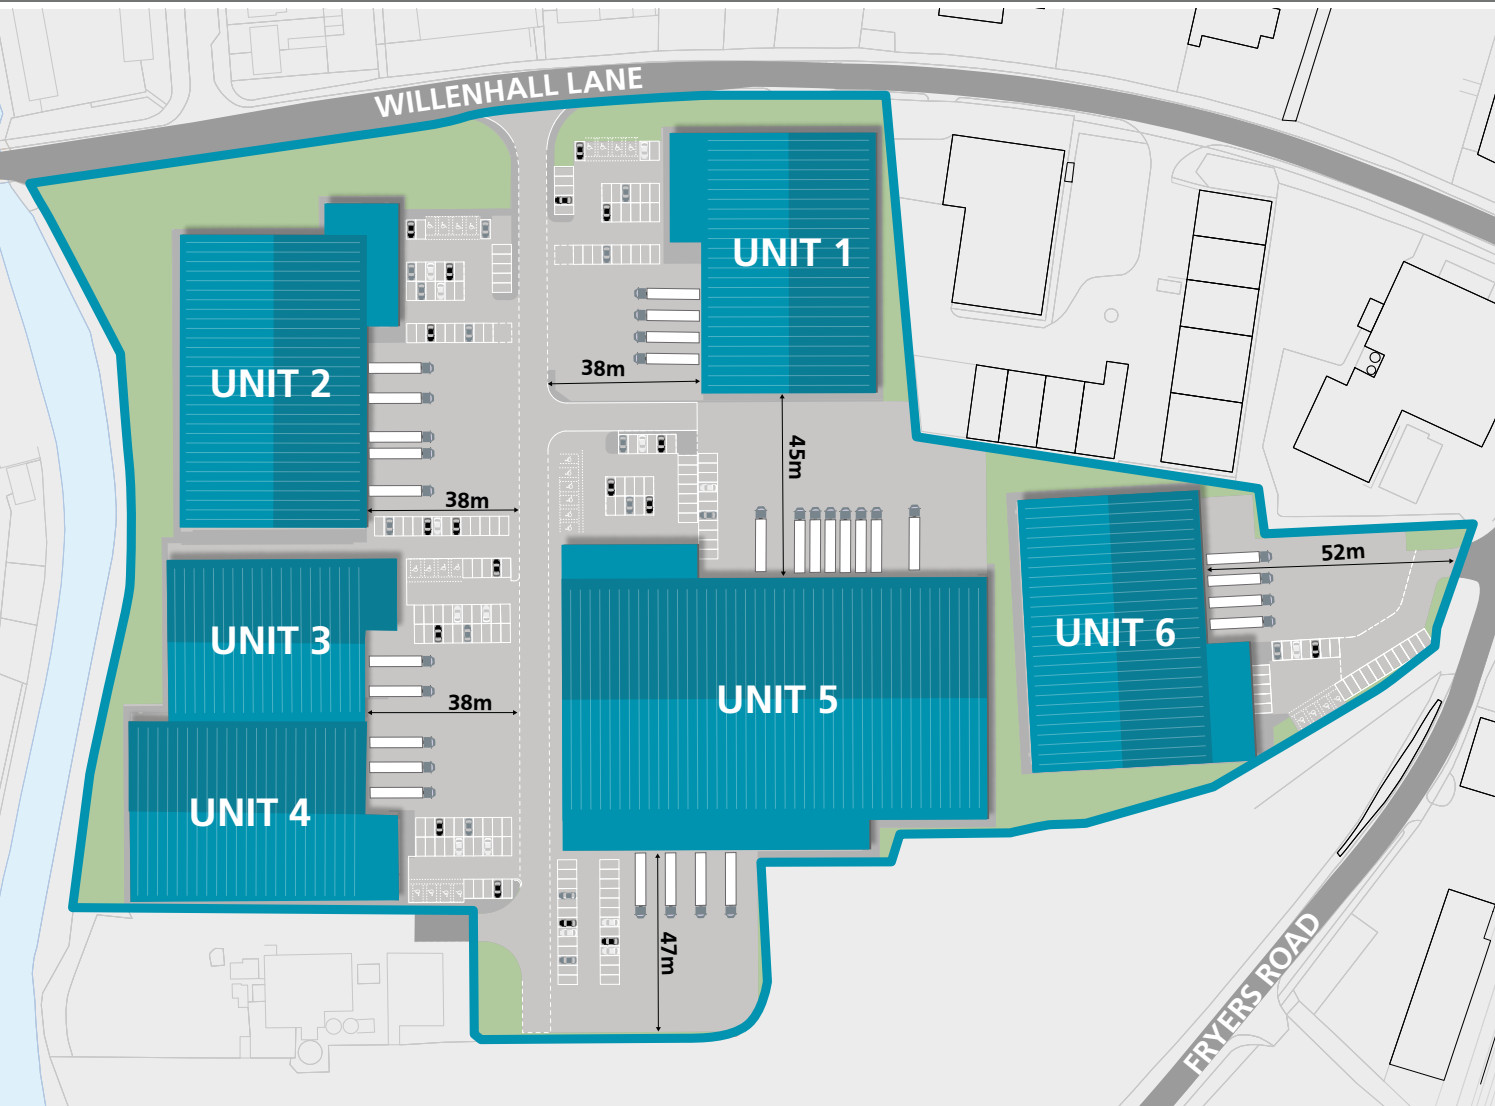 WILLENHALL LANE
UNIT 1
38m
UNIT 2
45m
38m
52m
UNIT 3
UNIT 6
UNIT 5
38m
UNIT 4
47m
FRYERS ROAD